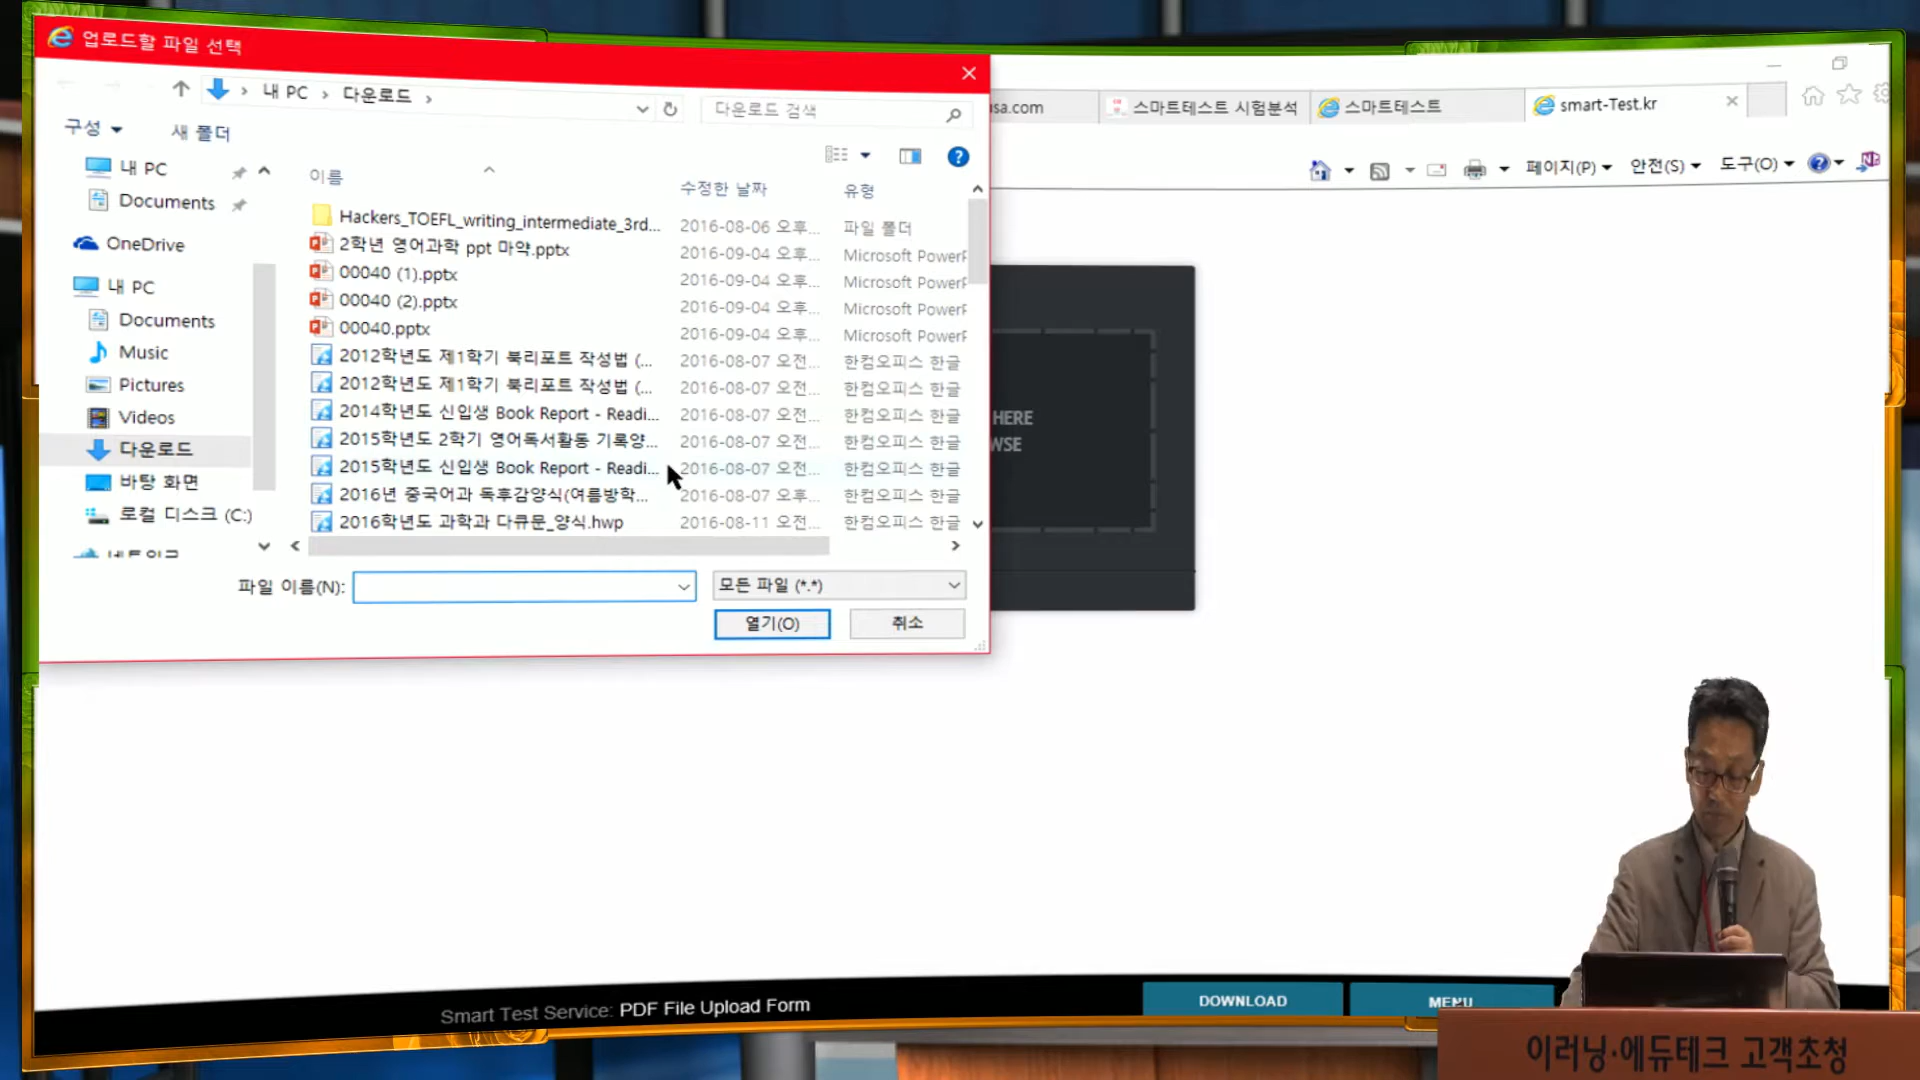 업로드할 파일 선택
내 PC › 다운로드 ›
다운로드 검색
구성
새 폴더
내 PC
Documents
OneDrive
내 PC
Documents
Music
Pictures
Videos
다운로드
바탕 화면
로컬 디스크 (C:)
이름
수정한 날짜
유형
Hackers_TOEFL_writing_intermediate_3rd... 2016-08-06 오후... 파일 폴더
2학년 영어과학 ppt 마약.pptx 2016-09-04 오후... Microsoft PowerP
00040 (1).pptx 2016-09-04 오후... Microsoft PowerP
00040 (2).pptx 2016-09-04 오후... Microsoft PowerP
00040.pptx 2016-09-04 오후... Microsoft PowerP
2012학년도 제1학기 북리포트 작성법 (... 2016-08-07 오전... 한컴오피스 한글
2012학년도 제1학기 북리포트 작성법 (... 2016-08-07 오전... 한컴오피스 한글
2014학년도 신입생 Book Report - Readi... 2016-08-07 오전... 한컴오피스 한글
2015학년도 2학기 영어독서활동 기록양... 2016-08-07 오전... 한컴오피스 한글
2015학년도 신입생 Book Report - Readi... 2016-08-07 오전... 한컴오피스 한글
2016년 중국어과 독후감양식(여름방학... 2016-08-07 오후... 한컴오피스 한글
2016학년도 과학과 다큐문_양식.hwp 2016-08-11 오전... 한컴오피스 한글
파일 이름(N):
모든 파일 (*.*)
열기(O)
취소
sa.com
스마트테스트 시험분석
스마트테스트
smart-Test.kr
페이지(P)
안전(S)
도구(O)
HERE
WSE
Smart Test Service: PDF File Upload Form
DOWNLOAD
MENU
이러닝·에듀테크 고객초청